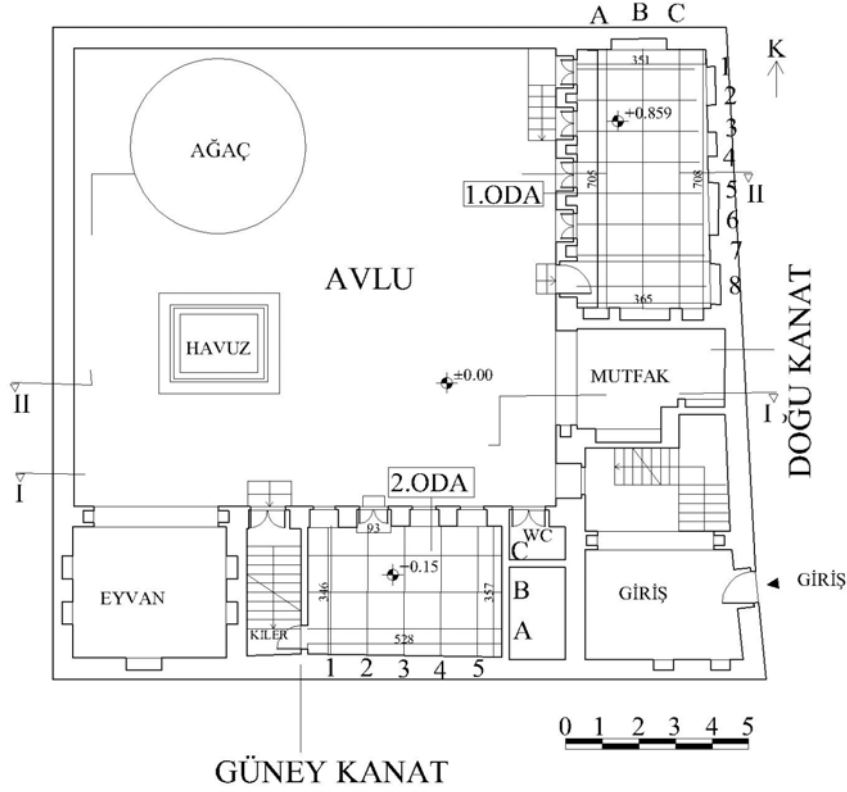 A B C
K
351
1
2
+0.859
3
AĞAÇ
4
705
708
5
II
1.ODA
6
7
8
AVLU
365
HAVUZ
±0.00
MUTFAK
DOĞU KANAT
II
I
I
2.ODA
93
WC
C
−0.15
346
357
B
EYVAN
GİRİŞ
GİRİŞ
KİLER
528
A
1 2 3 4 5
0 1 2 3 4 5
GÜNEY KANAT